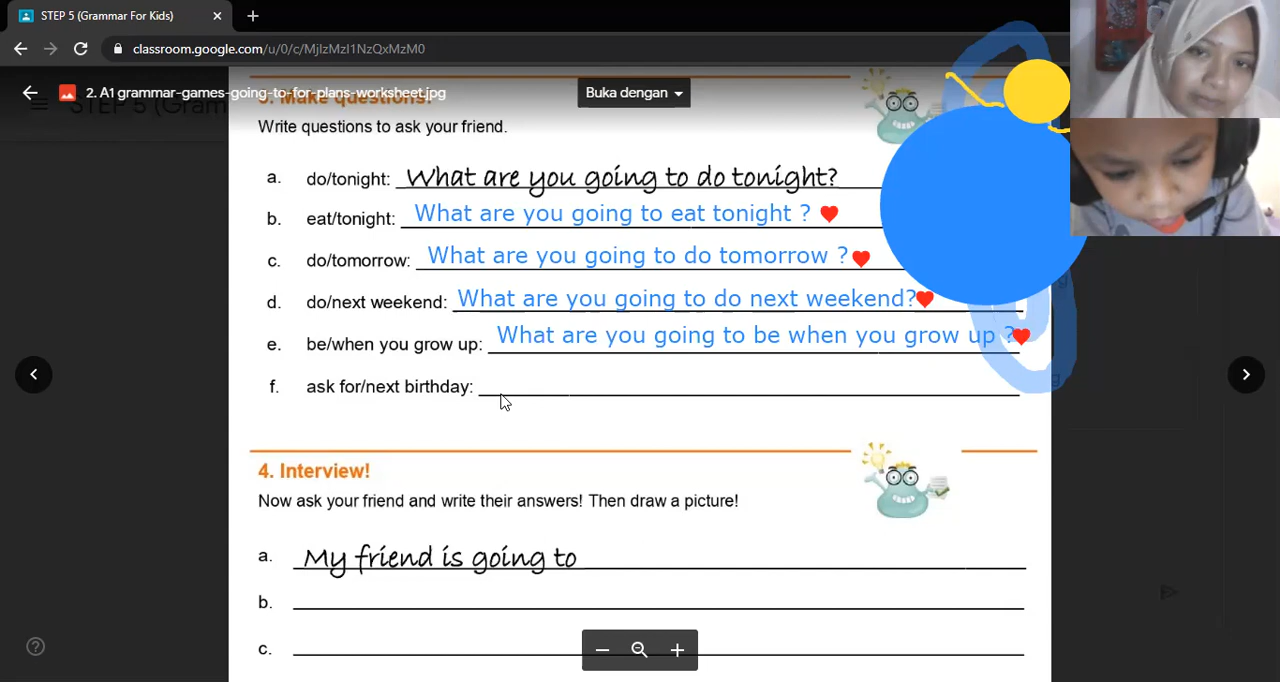 STEP 5 (Grammar For Kids)
classroom.google.com/u/0/c/MjIzMzI1NzQxMzM0
2. A1 grammar-games-going-to-for-plans-worksheet.jpg
Buka dengan
STEP 5 (Gram
Make questions!
Write questions to ask your friend.
a. do/tonight: What are you going to do tonight?
b. eat/tonight: What are you going to eat tonight ? ♥
c. do/tomorrow: What are you going to do tomorrow ? ♥
d. do/next weekend: What are you going to do next weekend? ♥
e. be/when you grow up: What are you going to be when you grow up ? ♥
f. ask for/next birthday:
4. Interview!
Now ask your friend and write their answers! Then draw a picture!
a. My friend is going to
b.
c.